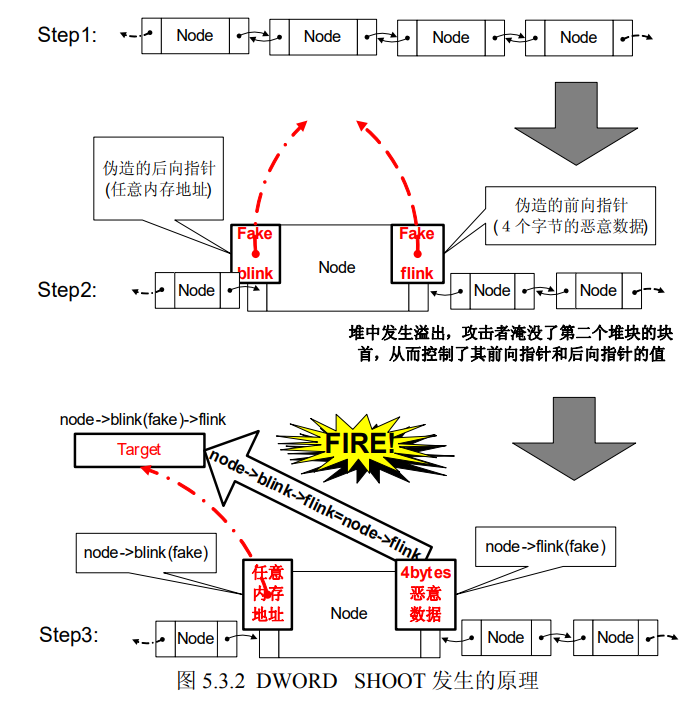 Step1:
Node
Node
Node
Node
伪造的后向指针
(任意内存地址)
伪造的前向指针
(4 个字节的恶意数据)
Fake
blink
Fake
flink
Node
Step2:
Node
Node
Node
堆中发生溢出，攻击者淹没了第二个堆块的块
首，从而控制了其前向指针和后向指针的值
node->blink(fake)->flink
Target
FIRE!
node->blink->flink=node->flink
node->blink(fake)
node->flink(fake)
任意
内存
地址
4bytes
恶意
数据
Node
Step3:
Node
Node
Node
图 5.3.2 DWORD SHOOT 发生的原理